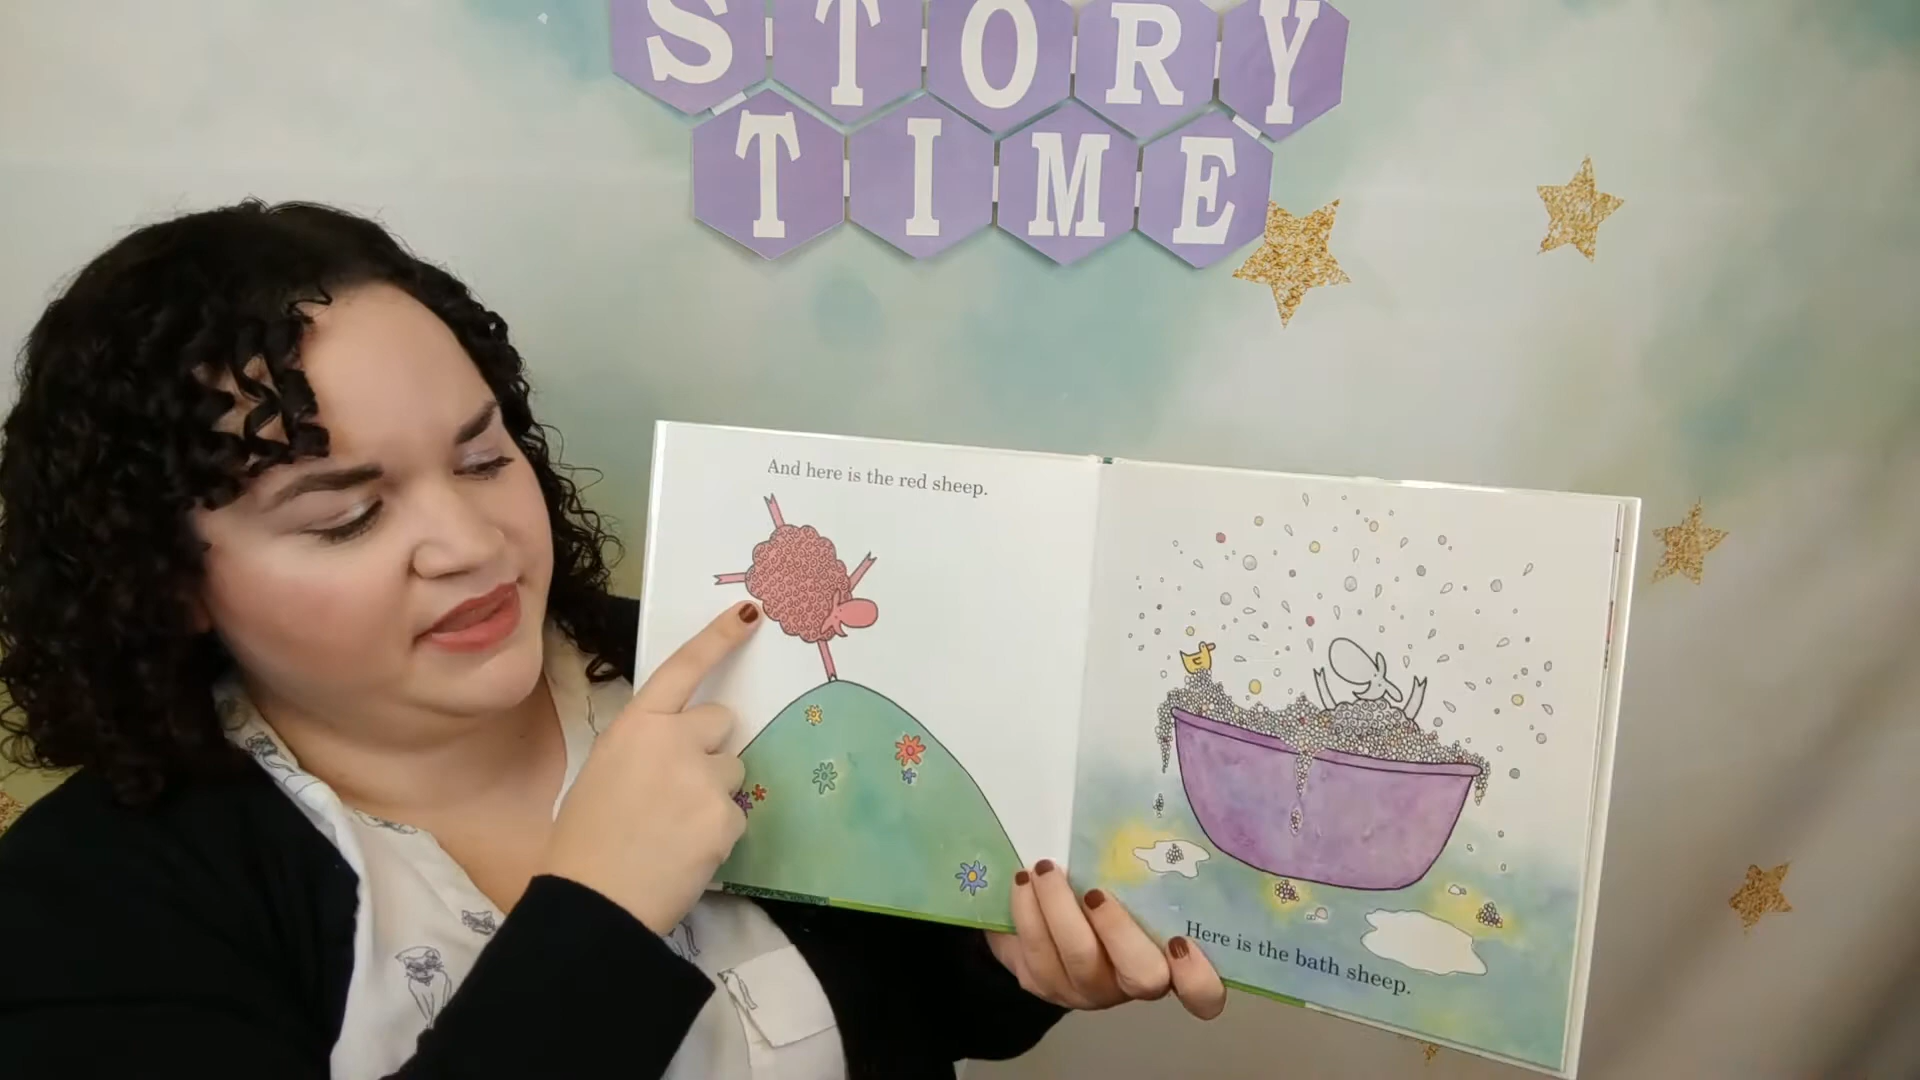 STORY
TIME
And here is the red sheep.
Here is the bath sheep.